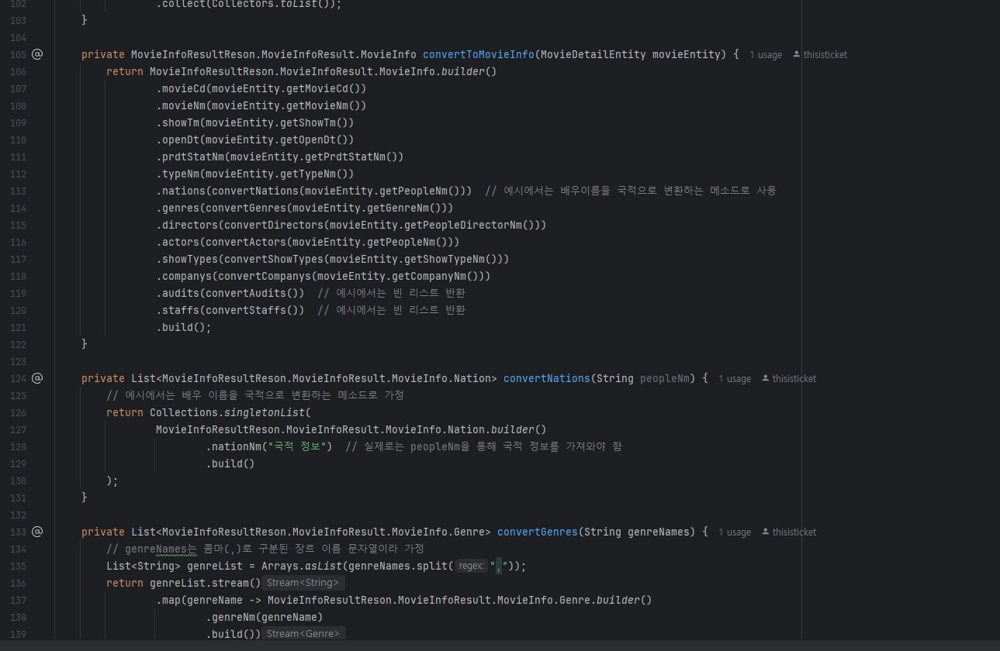 102 .collect(Collectors.toList());
103 }
104
105 @ private MovieInfoResultReson.MovieInfoResult.MovieInfo convertToMovieInfo(MovieDetailEntity movieEntity) { 1 usage thisisticket
106 return MovieInfoResultReson.MovieInfoResult.MovieInfo.builder()
107 .movieCd(movieEntity.getMovieCd())
108 .movieNm(movieEntity.getMovieNm())
109 .showTm(movieEntity.getShowTm())
110 .openDt(movieEntity.getOpenDt())
111 .prdtStatNm(movieEntity.getPrdtStatNm())
112 .typeNm(movieEntity.getTypeNm())
113 .nations(convertNations(movieEntity.getPeopleNm())) // 예시에서는 배우이름을 국적으로 변환하는 메소드로 사용
114 .genres(convertGenres(movieEntity.getGenreNm()))
115 .directors(convertDirectors(movieEntity.getPeopleDirectorNm()))
116 .actors(convertActors(movieEntity.getPeopleNm()))
117 .showTypes(convertShowTypes(movieEntity.getShowTypeNm()))
118 .companys(convertCompanys(movieEntity.getCompanyNm()))
119 .audits(convertAudits()) // 예시에서는 빈 리스트 반환
120 .staffs(convertStaffs()) // 예시에서는 빈 리스트 반환
121 .build();
122 }
123
124 @ private List<MovieInfoResultReson.MovieInfoResult.MovieInfo.Nation> convertNations(String peopleNm) { 1 usage thisisticket
125 // 예시에서는 배우 이름을 국적으로 변환하는 메소드로 가정
126 return Collections.singletonList(
127 MovieInfoResultReson.MovieInfoResult.MovieInfo.Nation.builder()
128 .nationNm("국적 정보") // 실제로는 peopleNm을 통해 국적 정보를 가져와야 함
129 .build()
130 );
131 }
132
133 @ private List<MovieInfoResultReson.MovieInfoResult.MovieInfo.Genre> convertGenres(String genreNames) { 1 usage thisisticket
134 // genreNames는 콤마(,)로 구분된 장르 이름 문자열이라 가정
135 List<String> genreList = Arrays.asList(genreNames.split( regex: ","));
136 return genreList.stream() Stream<String>
137 .map(genreName -> MovieInfoResultReson.MovieInfoResult.MovieInfo.Genre.builder()
138 .genreNm(genreName)
139 .build()) Stream<Genre>